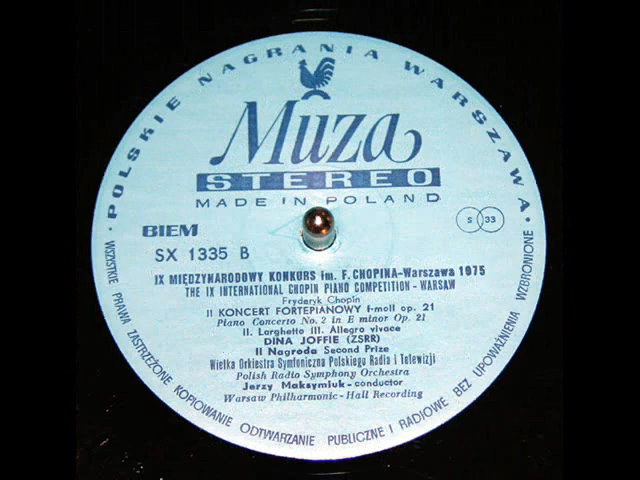 • POLSKIE NAGRANIA WARSZAWA •
Muza
STEREO
MADE IN POLAND
BIEM
S 33
SX 1335 B
IX MIĘDZYNARODOWY KONKURS im. F. CHOPINA-Warszawa 1975
THE IX INTERNATIONAL CHOPIN PIANO COMPETITION - WARSAW
Fryderyk Chopin
II KONCERT FORTEPIANOWY f-moll op. 21
Piano Concerto No. 2 in E minor Op. 21
II. Larghetto III. Allegro vivace
DINA JOFFIE (ZSRR)
II Nagroda Second Prize
Wielka Orkiestra Symfoniczna Polskiego Radia i Telewizji
Polish Radio Symphony Orchestra
Jerzy Maksymiuk - conductor
Warsaw Philharmonic - Hall Recording
WSZYSTKIE PRAWA ZASTRZEŻONE KOPIOWANIE ODTWARZANIE PUBLICZNE I RADIOWE BEZ UPOWAŻNIENIA WZBRONIONE